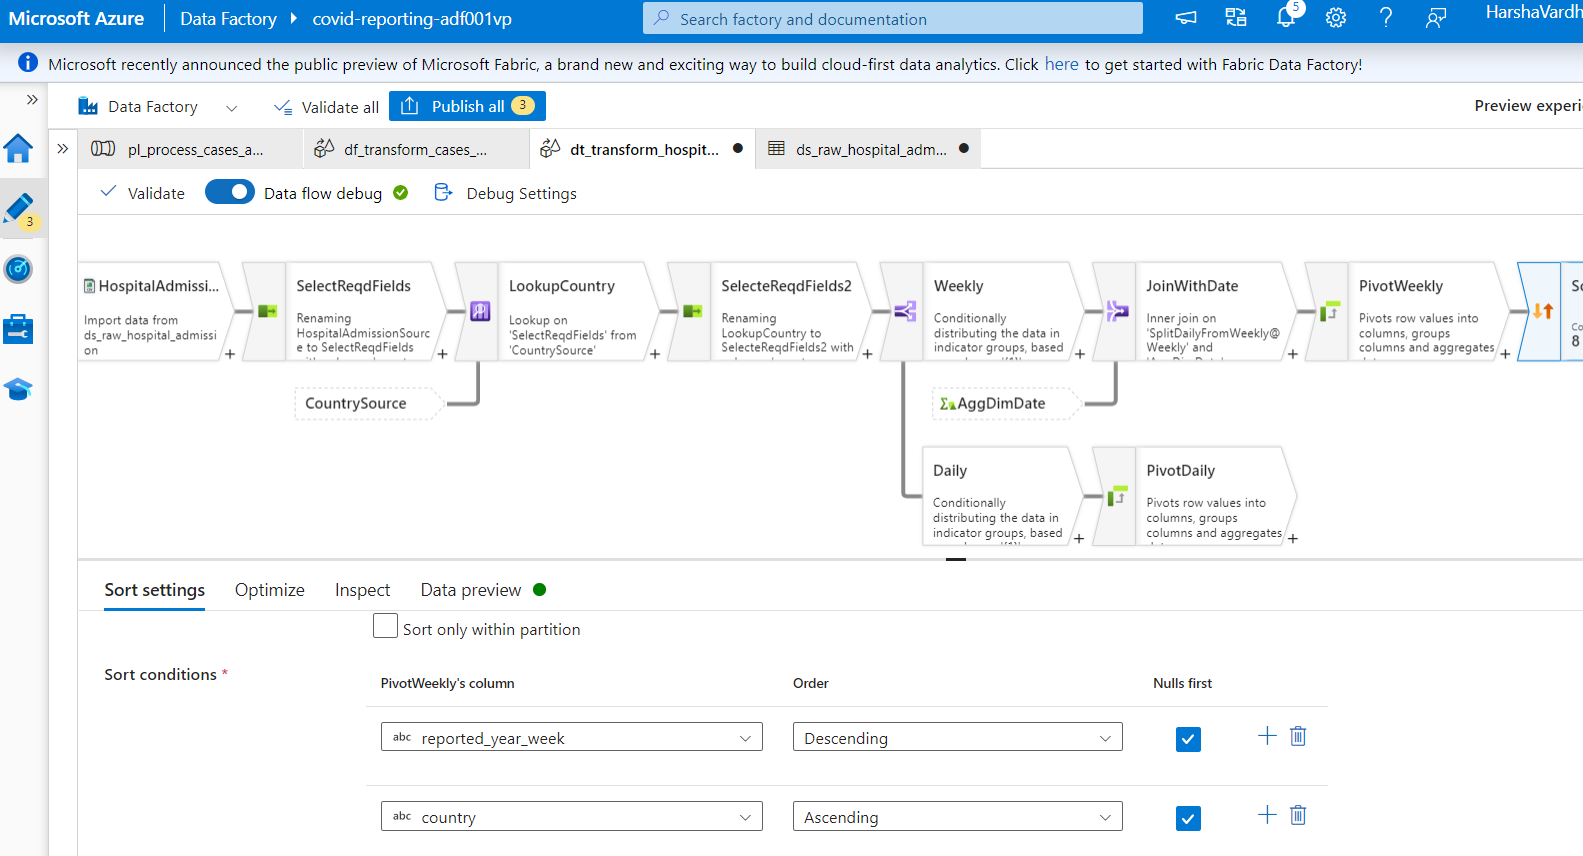 Microsoft Azure Data Factory covid-reporting-adf001vp Search factory and documentation 5 HarshaVardh
Microsoft recently announced the public preview of Microsoft Fabric, a brand new and exciting way to build cloud-first data analytics. Click here to get started with Fabric Data Factory!
Data Factory Validate all Publish all 3 Preview experi
pl_process_cases_a... df_transform_cases_... dt_transform_hospit... ds_raw_hospital_adm...
Validate Data flow debug Debug Settings
3
HospitalAdmissi...
Import data from
ds_raw_hospital_admissi
on
SelectReqdFields
Renaming
HospitalAdmissionSourc
e to SelectReqdFields
LookupCountry
Lookup on
'SelectReqdFields' from
'CountrySource'
SelecteReqdFields2
Renaming
LookupCountry to
SelecteReqdFields2 with
Weekly
Conditionally
distributing the data in
indicator groups, based
JoinWithDate
Inner join on
'SplitDailyFromWeekly@
Weekly' and
PivotWeekly
Pivots row values into
columns, groups
columns and aggregates
So
Co
8
CountrySource
AggDimDate
Daily
Conditionally
distributing the data in
indicator groups, based
PivotDaily
Pivots row values into
columns, groups
columns and aggregates
Sort settings Optimize Inspect Data preview
Sort only within partition
Sort conditions *
PivotWeekly's column Order Nulls first
abc reported_year_week Descending
abc country Ascending